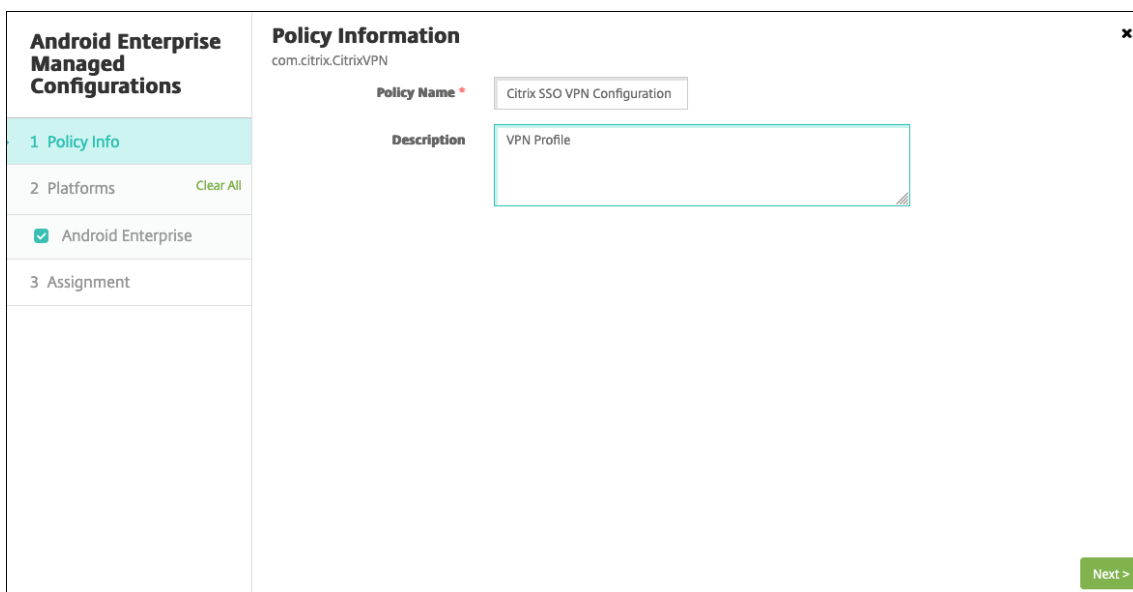 Android Enterprise
Managed
Configurations
1 Policy Info
2 Platforms Clear All
Android Enterprise
3 Assignment
Policy Information
com.citrix.CitrixVPN
Policy Name * Citrix SSO VPN Configuration
Description VPN Profile
Next >